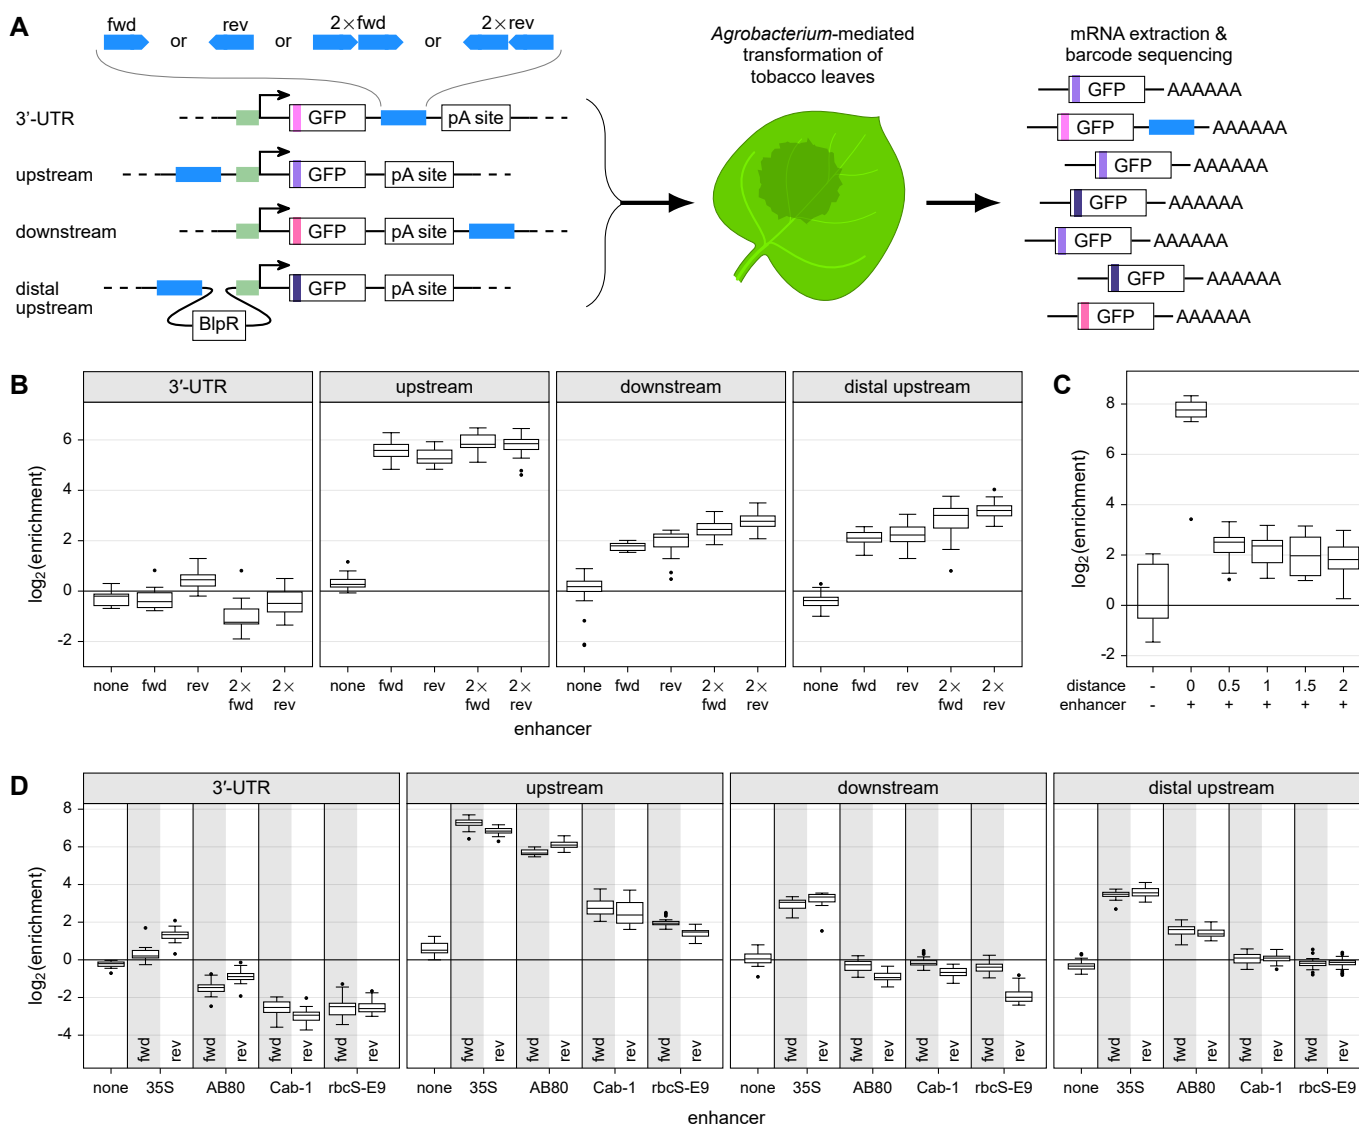 A
fwd or rev or 2×fwd or 2×rev
3′-UTR
GFP
pA site
upstream
GFP
pA site
downstream
GFP
pA site
distal
upstream
GFP
pA site
BlpR
Agrobacterium-mediated
transformation of
tobacco leaves
mRNA extraction &
barcode sequencing
GFP AAAAAA
GFP AAAAAA
GFP AAAAAA
GFP AAAAAA
GFP AAAAAA
GFP AAAAAA
GFP AAAAAA
B
3′-UTR upstream downstream distal upstream
log2(enrichment)
6
4
2
0
-2
none fwd rev 2× fwd 2× rev none fwd rev 2× fwd 2× rev none fwd rev 2× fwd 2× rev none fwd rev 2× fwd 2× rev
enhancer
C
log2(enrichment)
8
6
4
2
0
-2
distance - 0 0.5 1 1.5 2
enhancer - + + + + +
D
3′-UTR upstream downstream distal upstream
log2(enrichment)
8
6
4
2
0
-2
-4
fwd rev fwd rev fwd rev fwd rev fwd rev fwd rev fwd rev fwd rev fwd rev fwd rev fwd rev fwd rev fwd rev fwd rev fwd rev fwd rev
none 35S AB80 Cab-1 rbcS-E9 none 35S AB80 Cab-1 rbcS-E9 none 35S AB80 Cab-1 rbcS-E9 none 35S AB80 Cab-1 rbcS-E9
enhancer